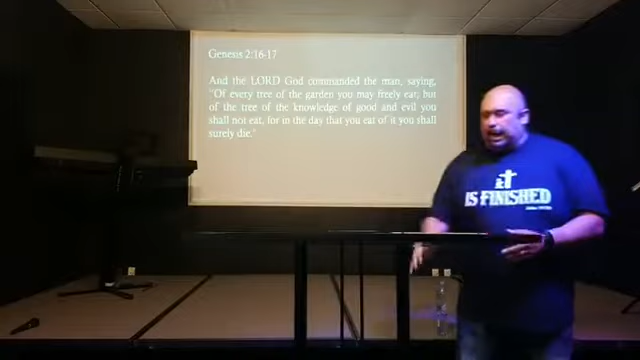 Genesis 2:16-17
And the LORD God commanded the man, saying,
"Of every tree of the garden you may freely eat; but
of the tree of the knowledge of good and evil you
shall not eat, for in the day that you eat of it you shall
surely die."
IS FINISHED